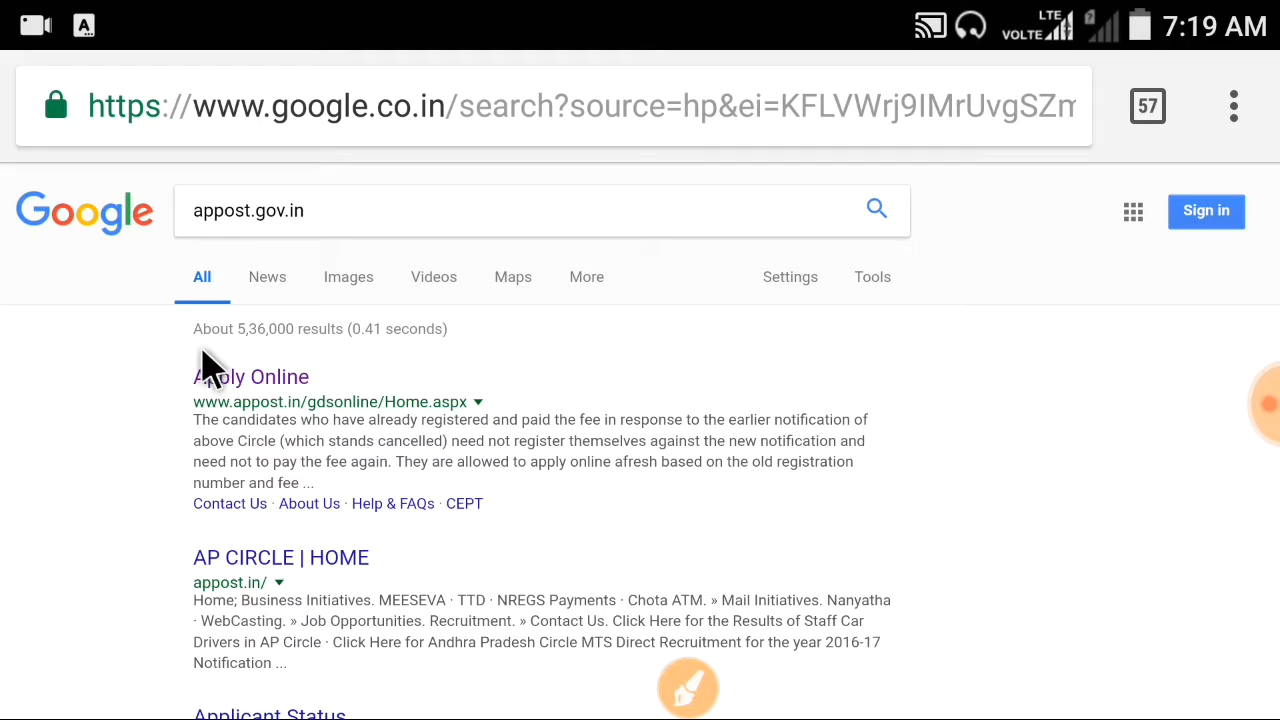 A
LTE
VOLTE
7:19 AM
https://www.google.co.in/search?source=hp&ei=KFLVWrj9IMrUvgSZm
57
Google
appost.gov.in
Sign in
All News Images Videos Maps More Settings Tools
About 5,36,000 results (0.41 seconds)
Apply Online
www.appost.in/gdsonline/Home.aspx
The candidates who have already registered and paid the fee in response to the earlier notification of
above Circle (which stands cancelled) need not register themselves against the new notification and
need not to pay the fee again. They are allowed to apply online afresh based on the old registration
number and fee ...
Contact Us · About Us · Help & FAQs · CEPT
AP CIRCLE | HOME
appost.in/
Home; Business Initiatives. MEESEVA · TTD · NREGS Payments · Chota ATM. » Mail Initiatives. Nanyatha
· WebCasting. » Job Opportunities. Recruitment. » Contact Us. Click Here for the Results of Staff Car
Drivers in AP Circle · Click Here for Andhra Pradesh Circle MTS Direct Recruitment for the year 2016-17
Notification ...
Applicant Status